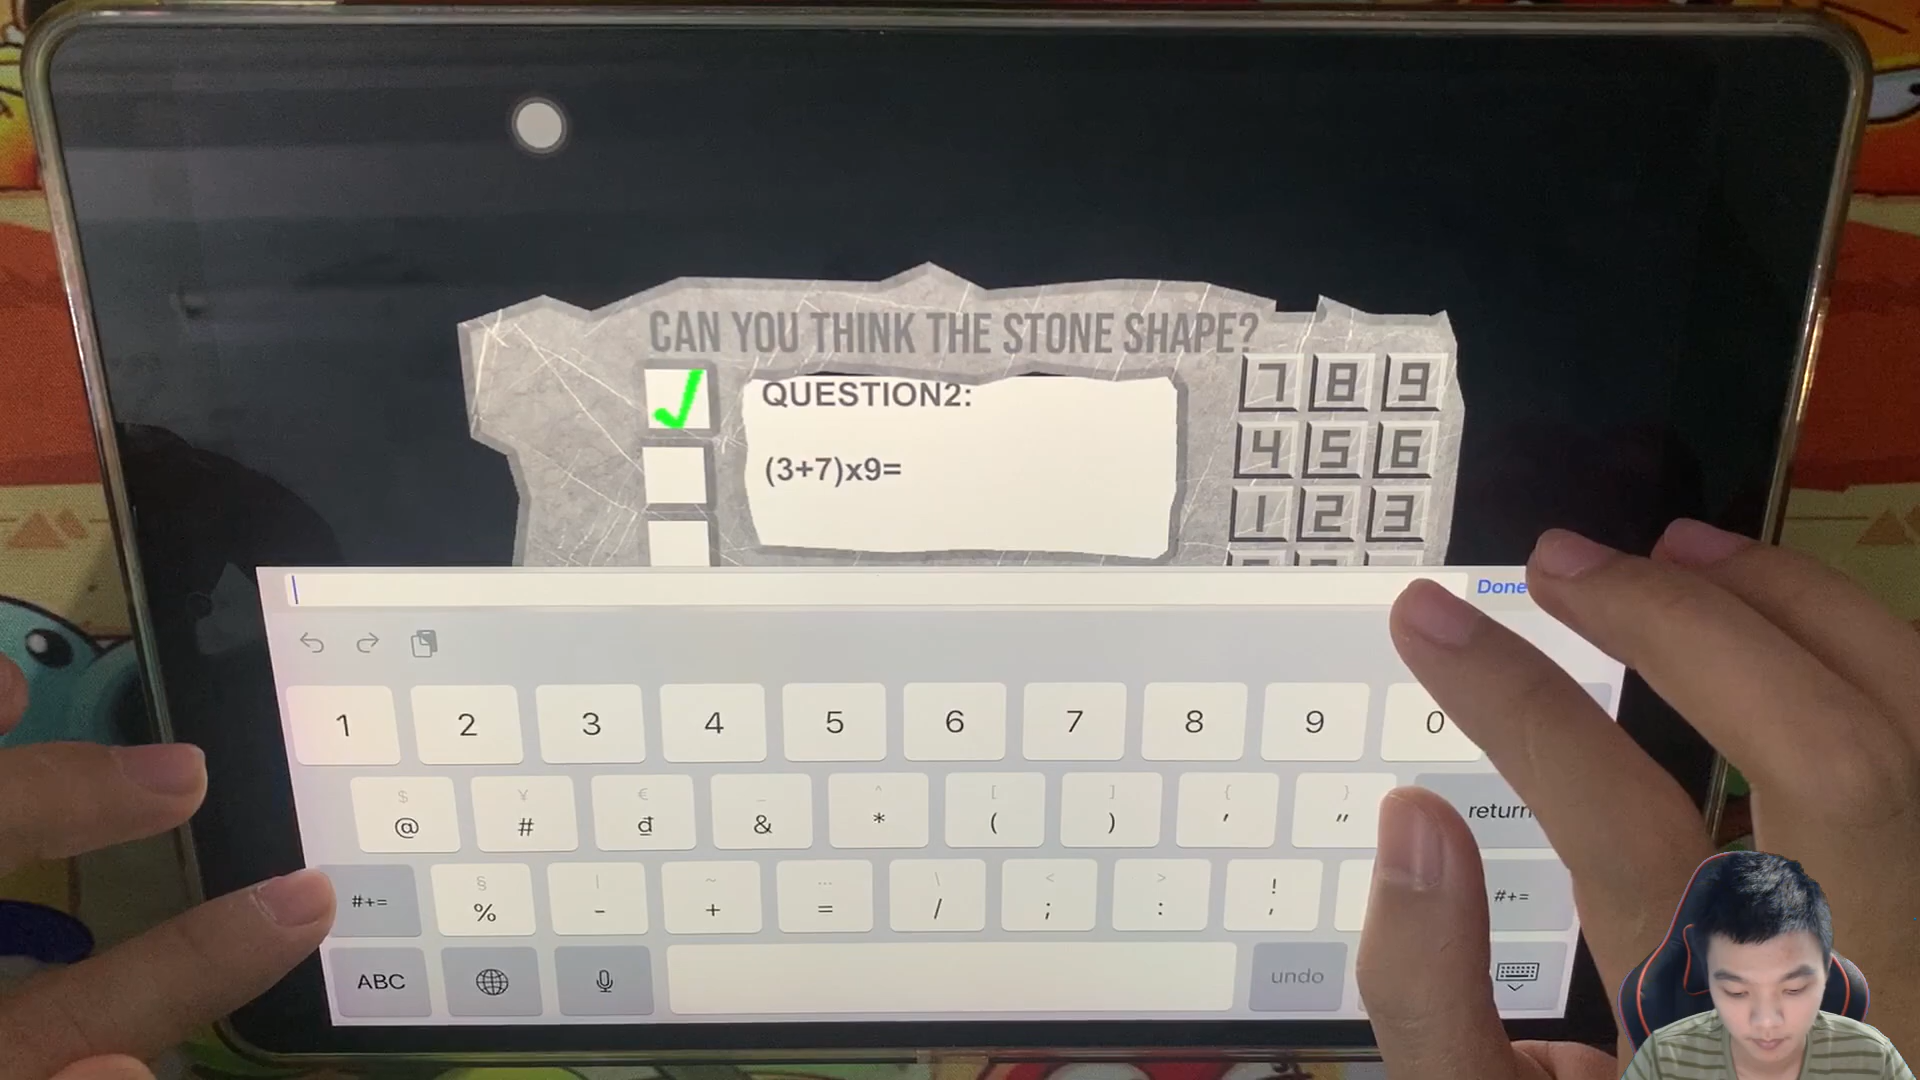 CAN YOU THINK THE STONE SHAPE?
QUESTION2:
(3+7)x9=
7 8 9
4 5 6
1 2 3
Done
1 2 3 4 5 6 7 8 9 0
$ ¥ € _ ^ [ ] { }
@ # ₫ & * ( ) ' " return
§ | ~ … \ < > !
#+= % - + = / ; : , #+=
ABC undo